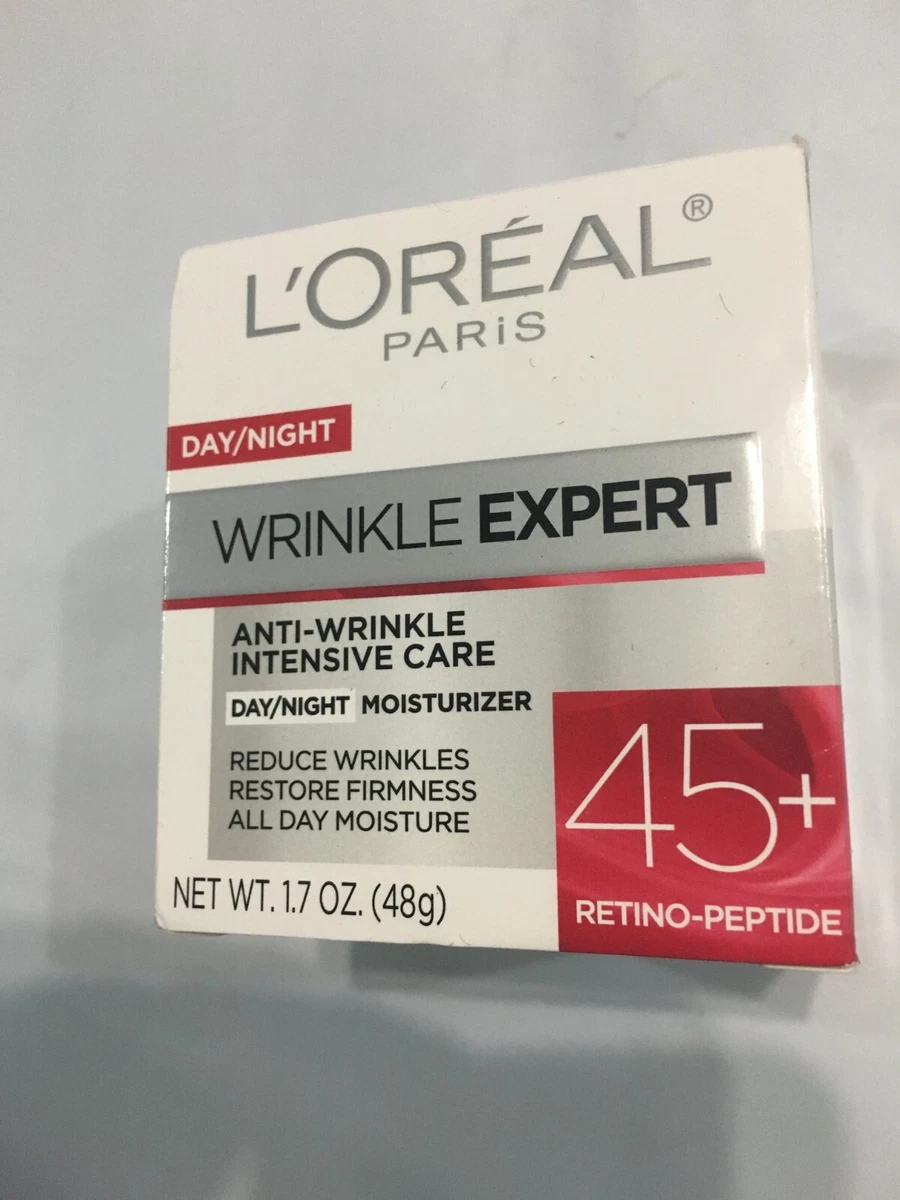 L'ORÉAL®
PARiS
DAY/NIGHT
WRINKLE EXPERT
ANTI-WRINKLE
INTENSIVE CARE
DAY/NIGHT MOISTURIZER
REDUCE WRINKLES
RESTORE FIRMNESS
ALL DAY MOISTURE
45+
RETINO-PEPTIDE
NET WT. 1.7 OZ. (48g)